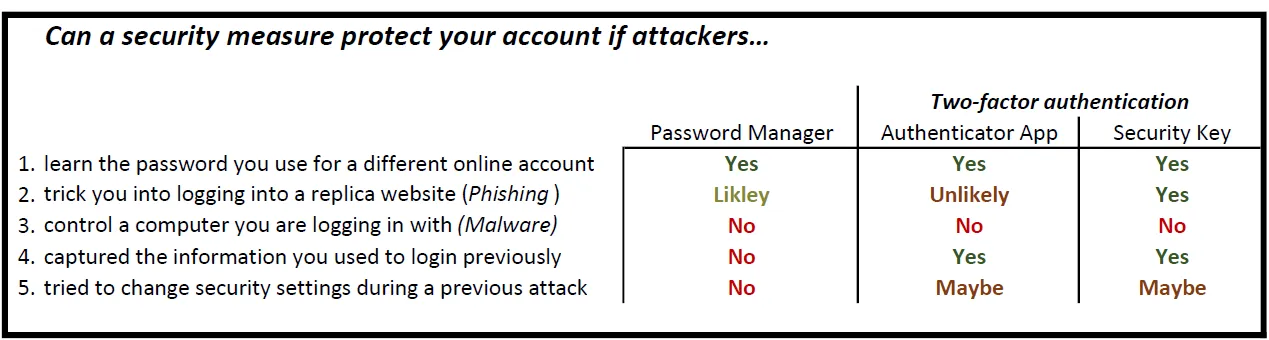 Can a security measure protect your account if attackers...
Two-factor authentication
Password Manager Authenticator App Security Key
1. learn the password you use for a different online account Yes Yes Yes
2. trick you into logging into a replica website (Phishing ) Likley Unlikely Yes
3. control a computer you are logging in with (Malware) No No No
4. captured the information you used to login previously No Yes Yes
5. tried to change security settings during a previous attack No Maybe Maybe